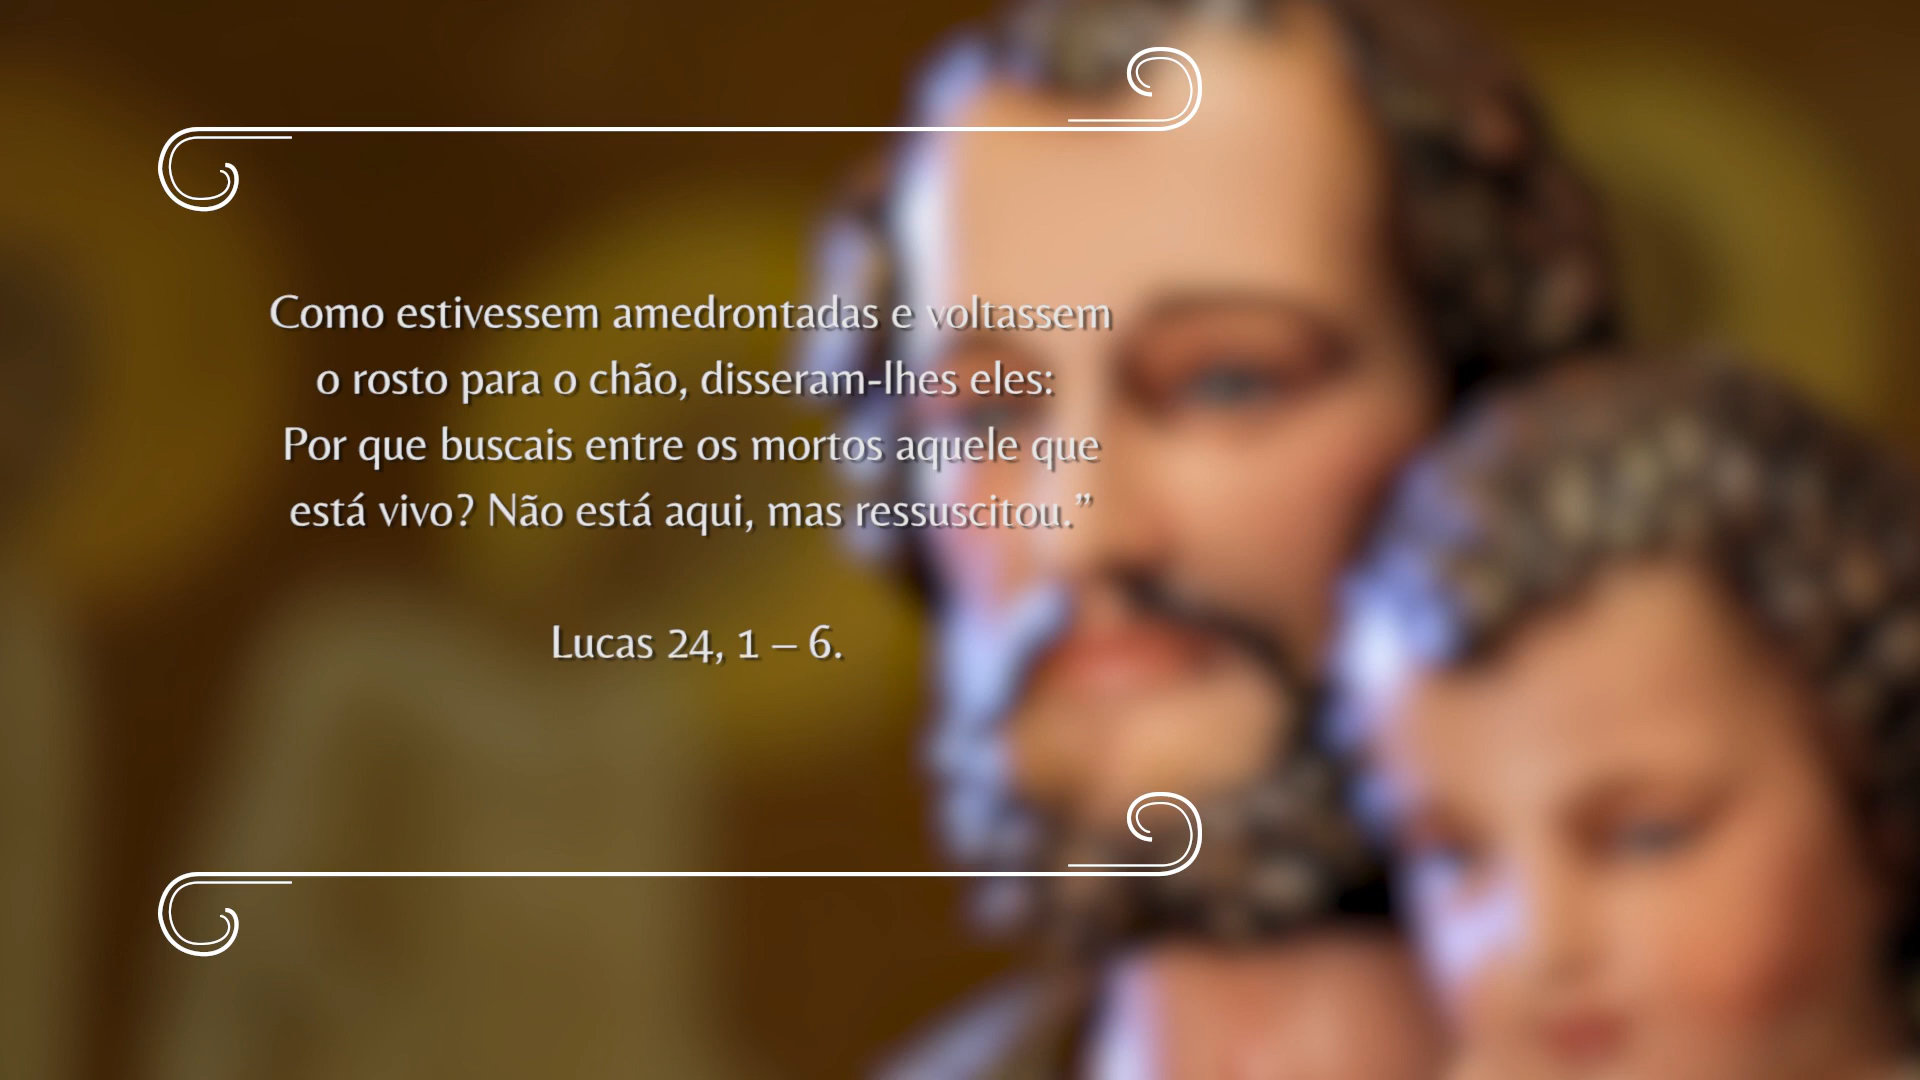 Como estivessem amedrontadas e voltassem
o rosto para o chão, disseram-lhes eles:
Por que buscais entre os mortos aquele que
está vivo? Não está aqui, mas ressuscitou.”
Lucas 24, 1 – 6.